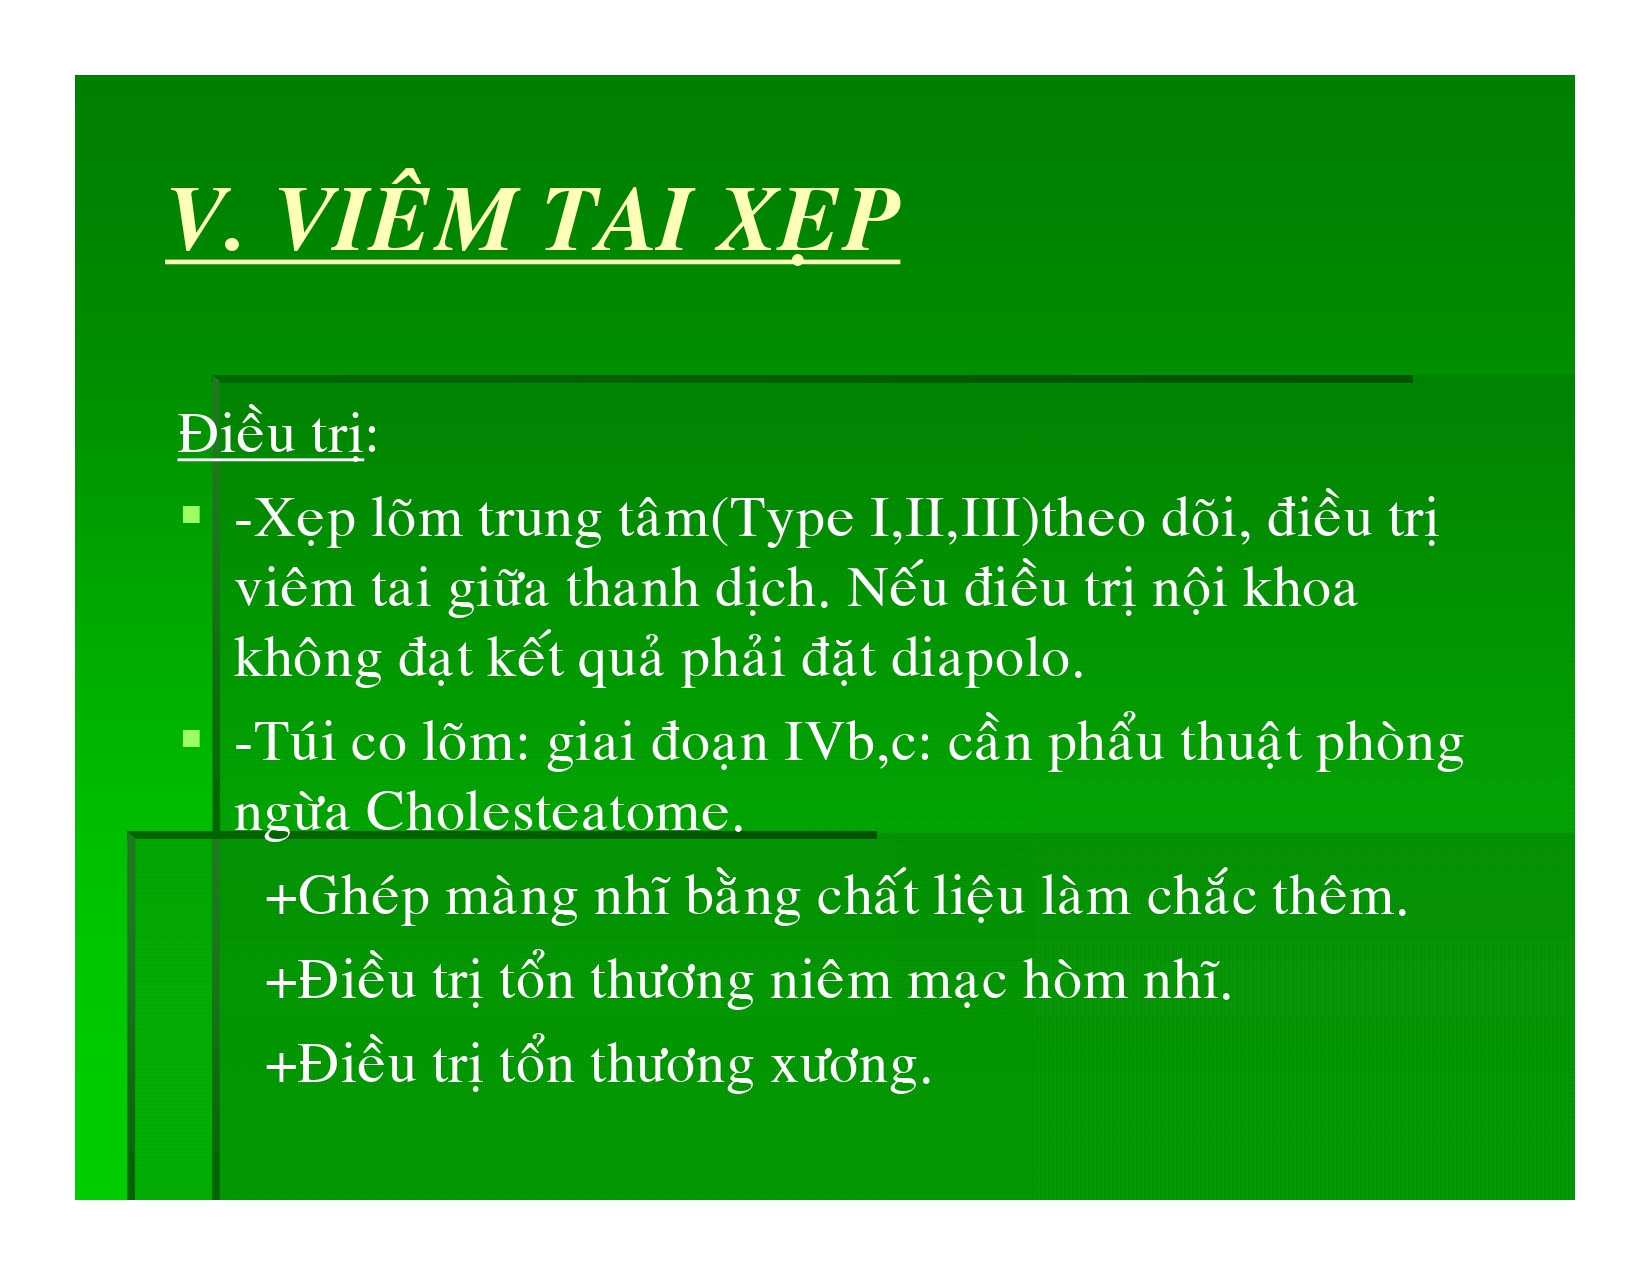 V. VIÊM TAI XẸP
Điều trị:
-Xẹp lõm trung tâm(Type I,II,III)theo dõi, điều trị
viêm tai giữa thanh dịch. Nếu điều trị nội khoa
không đạt kết quả phải đặt diapolo.
-Túi co lõm: giai đoạn IVb,c: cần phẩu thuật phòng
ngừa Cholesteatome.
+Ghép màng nhĩ bằng chất liệu làm chắc thêm.
+Điều trị tổn thương niêm mạc hòm nhĩ.
+Điều trị tổn thương xương.